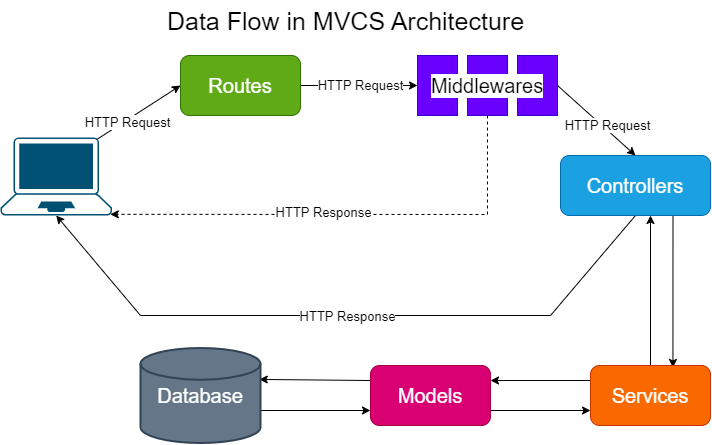 Data Flow in MVCS Architecture
Routes
HTTP Request
Middlewares
HTTP Request
HTTP Request
Controllers
HTTP Response
HTTP Response
Database
Models
Services